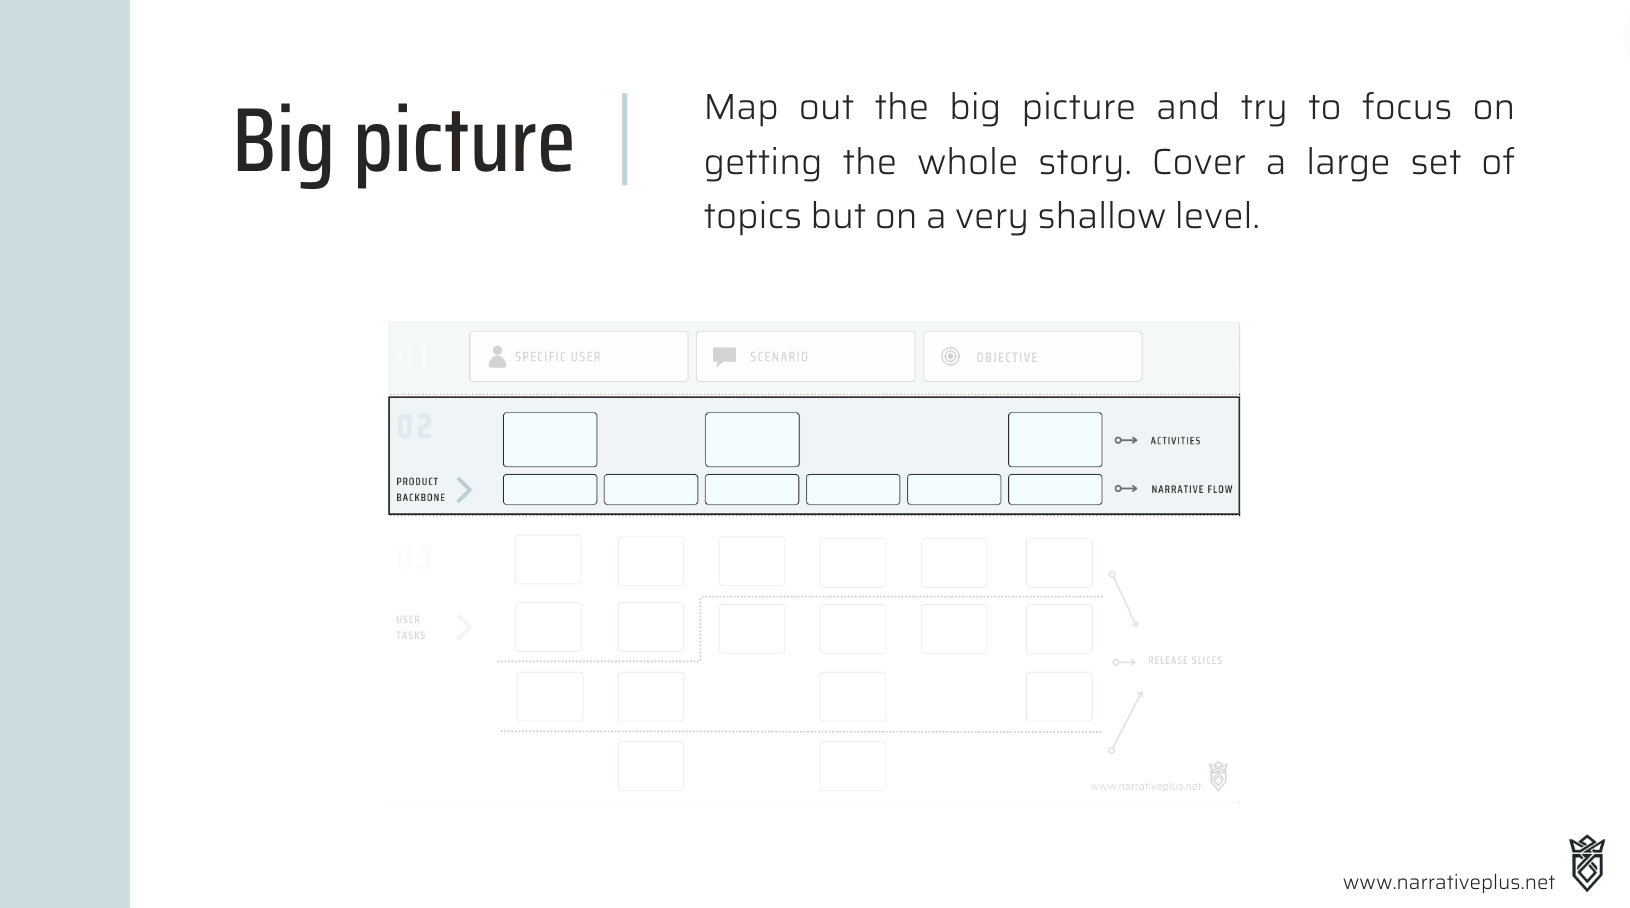 Big picture
Map out the big picture and try to focus on
getting the whole story. Cover a large set of
topics but on a very shallow level.
01
SPECIFIC USER
SCENARIO
OBJECTIVE
02
ACTIVITIES
PRODUCT
BACKBONE
NARRATIVE FLOW
03
USER
TASKS
RELEASE SLICES
www.narrativeplus.net
www.narrativeplus.net